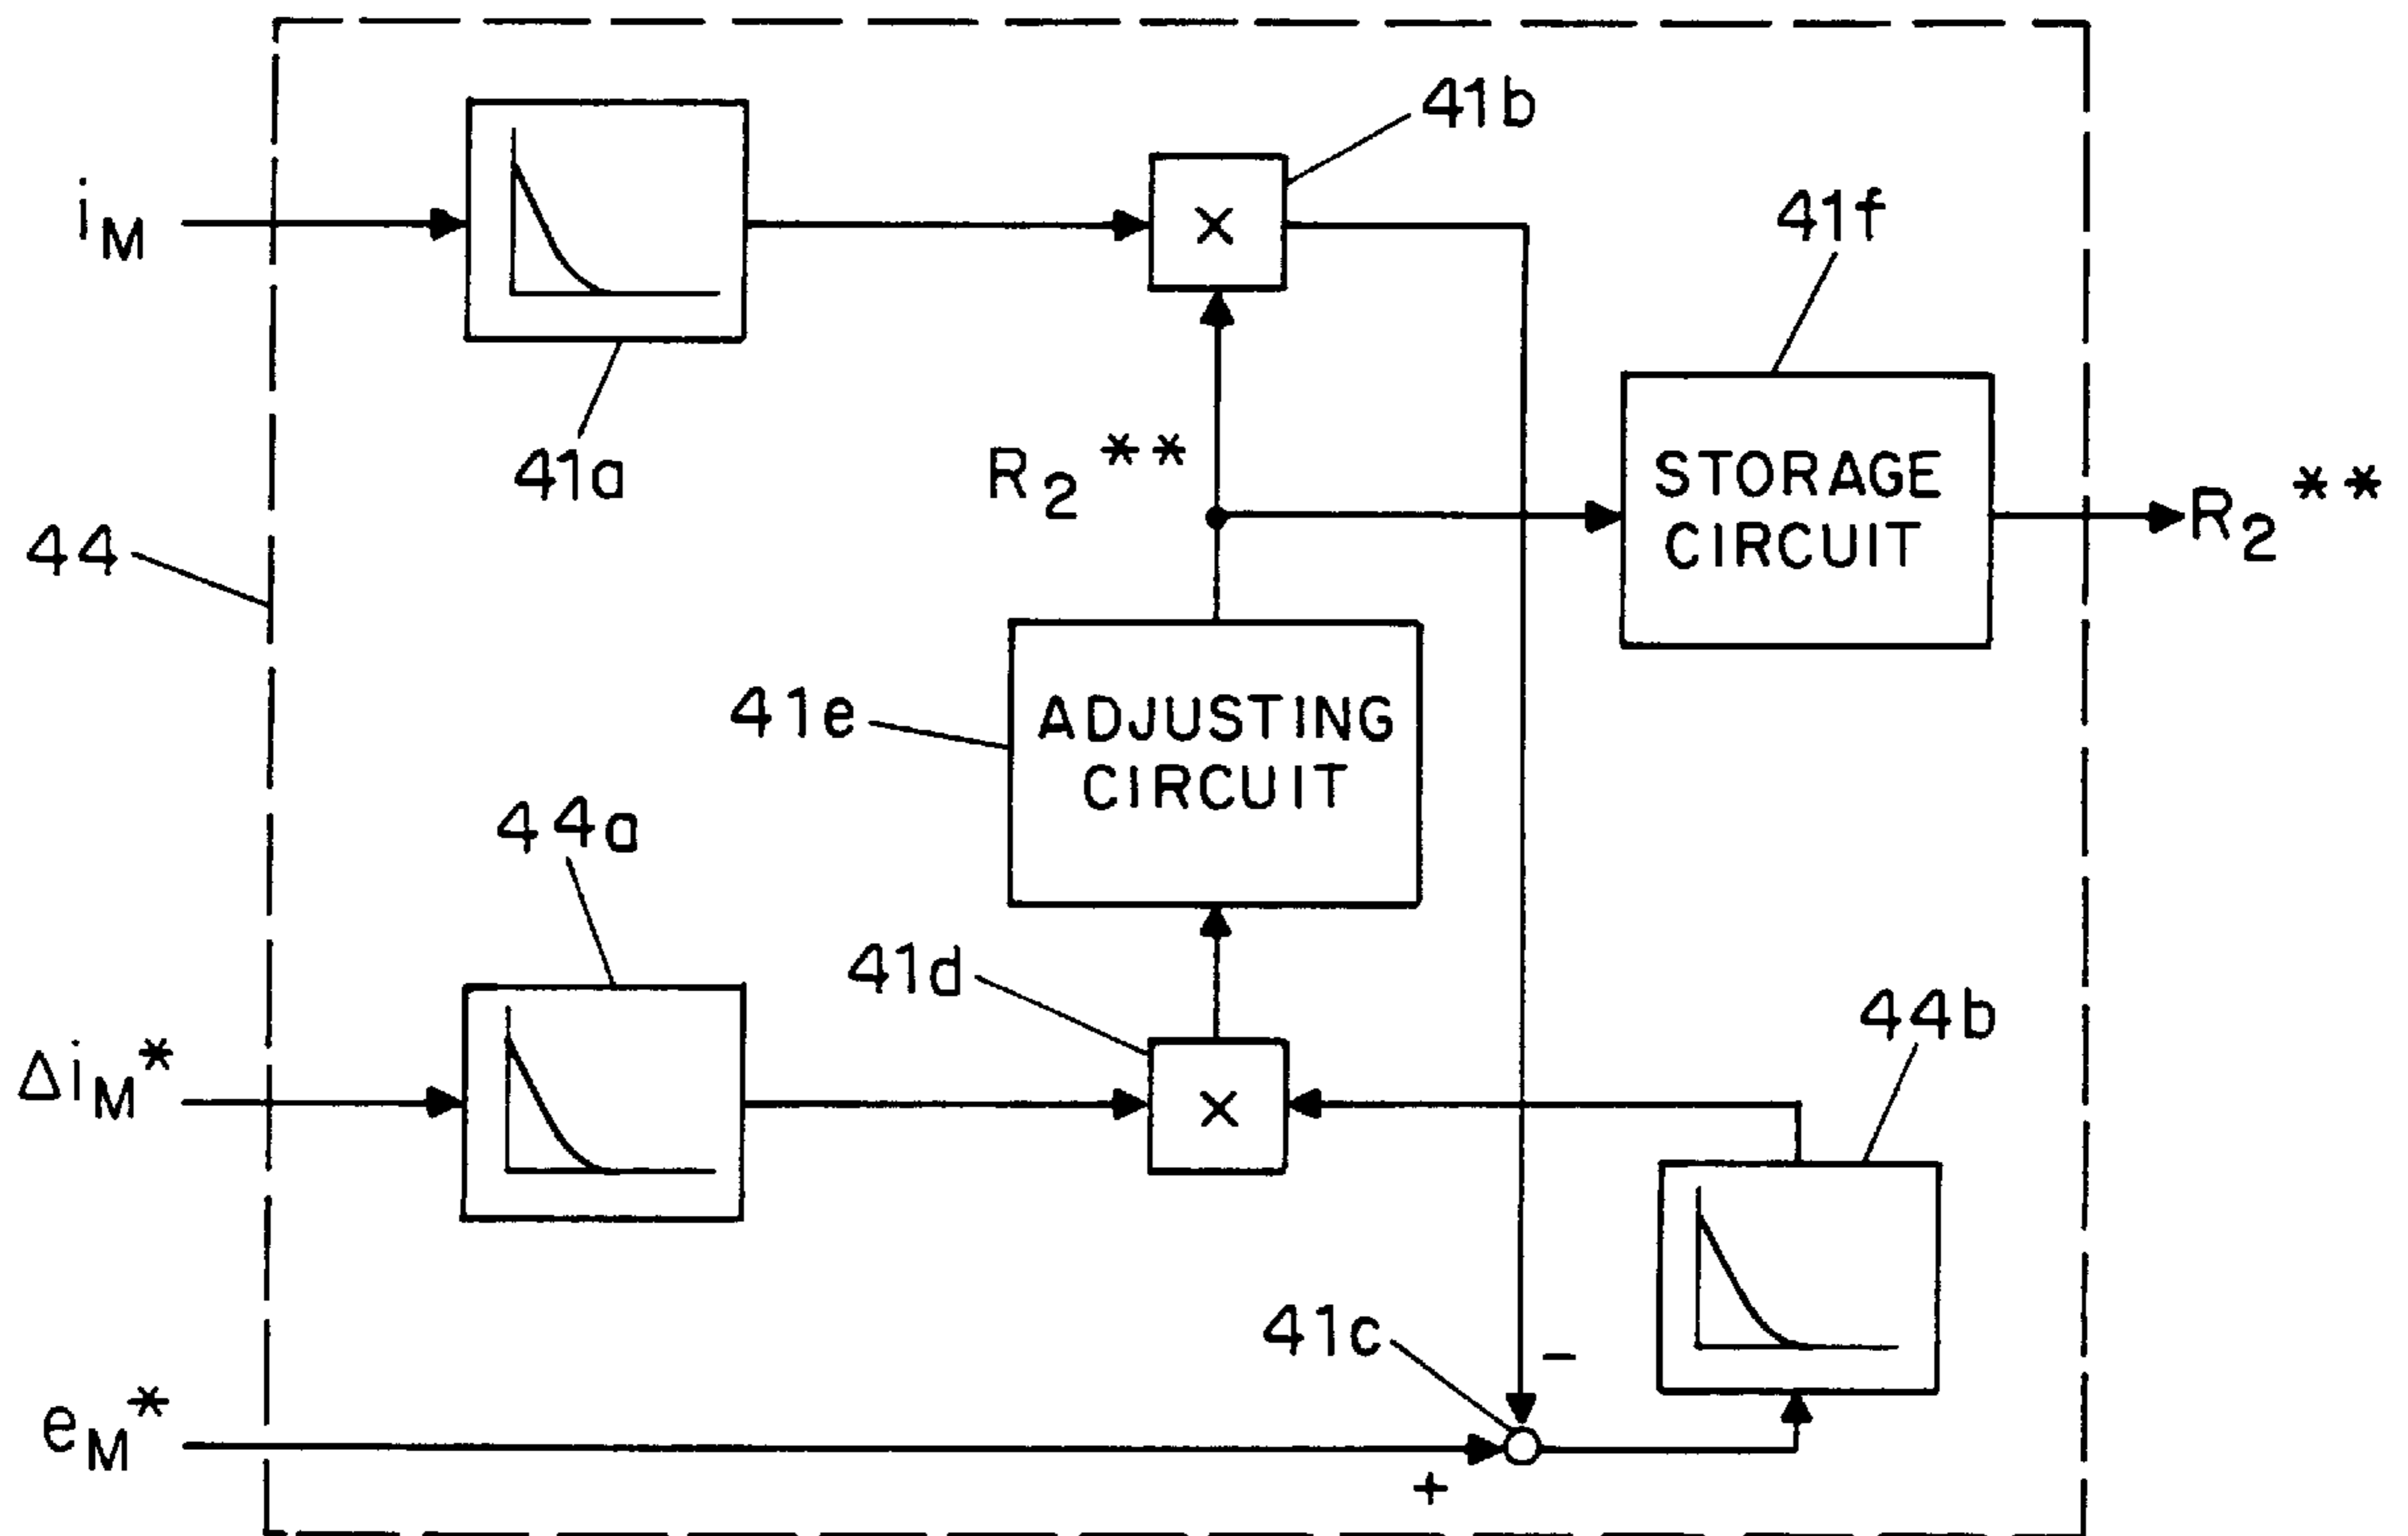 41b
i_M
×
41f
41a
R_2**
STORAGE
CIRCUIT
R_2**
44
41e
ADJUSTING
CIRCUIT
44a
41d
44b
Δi_M*
×
41c
−
e_M*
+